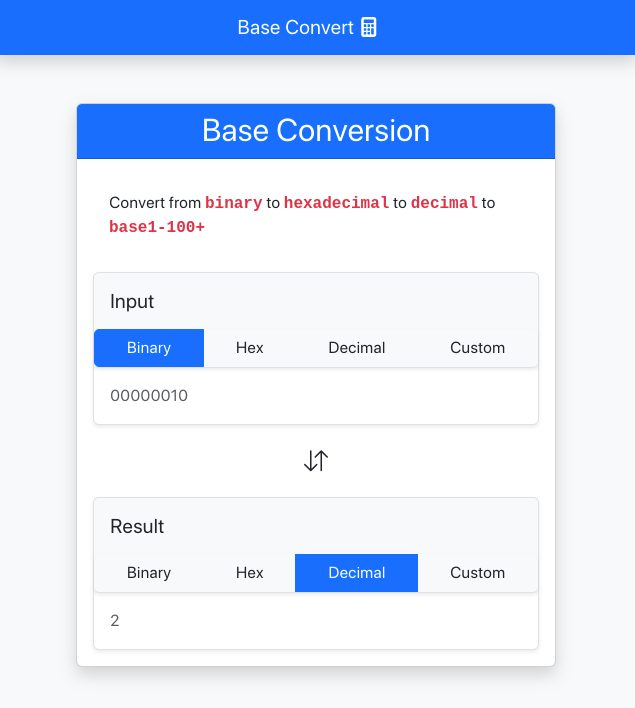 Base Convert
Base Conversion
Convert from binary to hexadecimal to decimal to
base1-100+
Input
Binary Hex Decimal Custom
00000010
Result
Binary Hex Decimal Custom
2